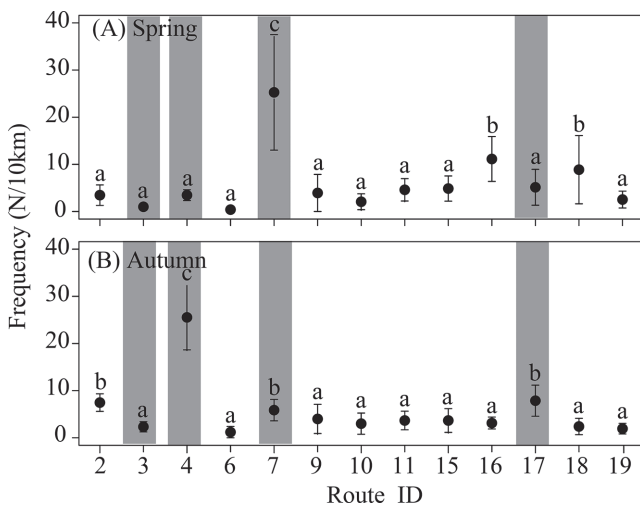 (A) Spring
c
40
30
20
10
0
a a a a a a a a b a b a
(B) Autumn
c
40
30
20
10
0
b a a b a a a a a b a a
Frequency (N/10km)
2 3 4 6 7 9 10 11 15 16 17 18 19
Route ID